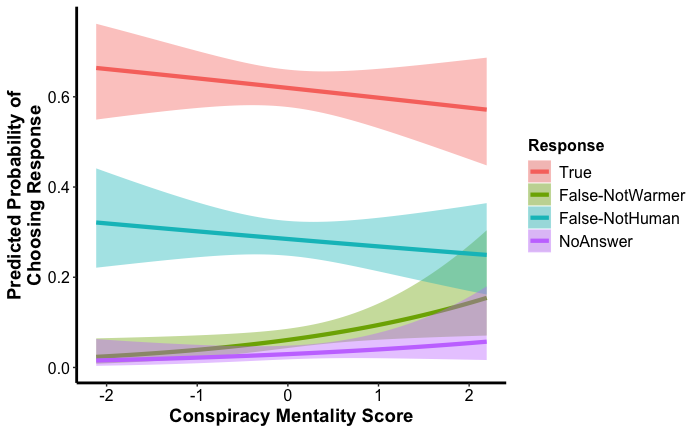 Predicted Probability of
Choosing Response
0.6
0.4
0.2
0.0
-2 -1 0 1 2
Conspiracy Mentality Score
Response
True
False-NotWarmer
False-NotHuman
NoAnswer